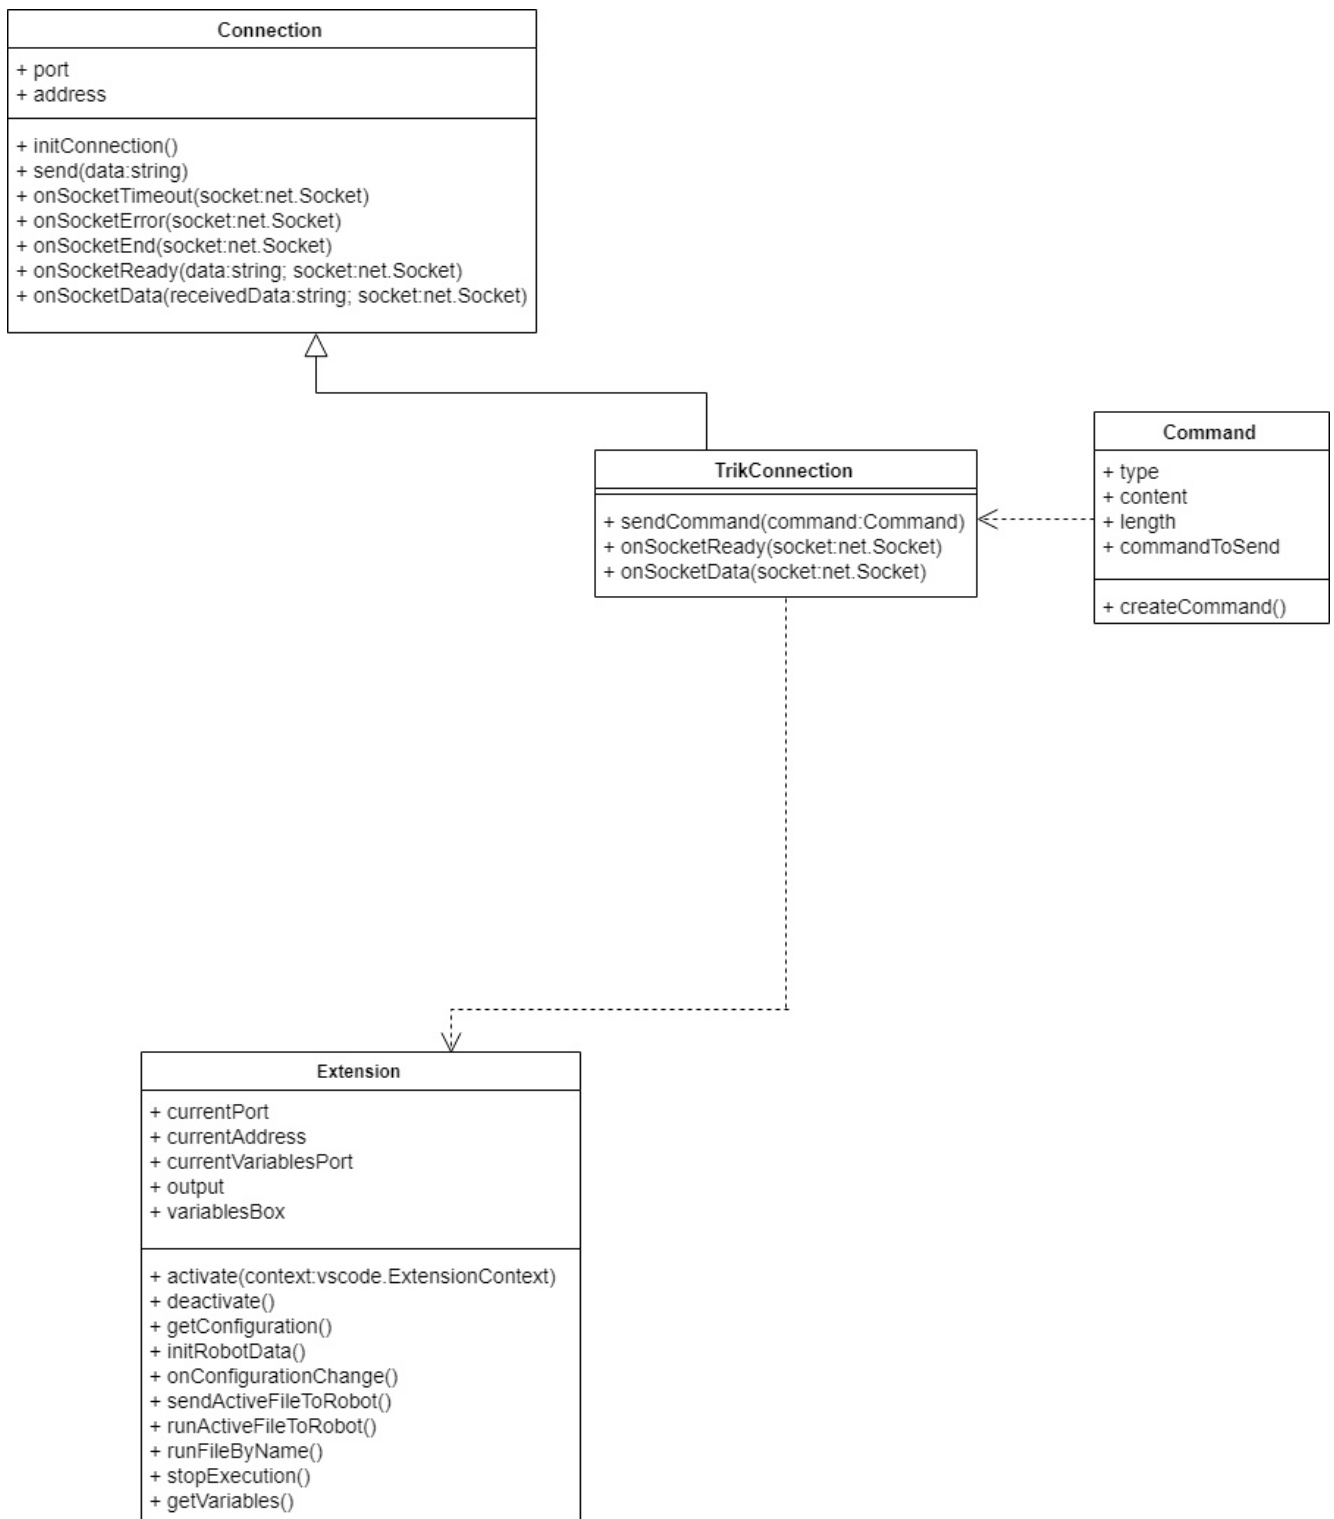 Connection
+ port
+ address
+ initConnection()
+ send(data:string)
+ onSocketTimeout(socket:net.Socket)
+ onSocketError(socket:net.Socket)
+ onSocketEnd(socket:net.Socket)
+ onSocketReady(data:string; socket:net.Socket)
+ onSocketData(receivedData:string; socket:net.Socket)
TrikConnection
+ sendCommand(command:Command)
+ onSocketReady(socket:net.Socket)
+ onSocketData(socket:net.Socket)
Command
+ type
+ content
+ length
+ commandToSend
+ createCommand()
Extension
+ currentPort
+ currentAddress
+ currentVariablesPort
+ output
+ variablesBox
+ activate(context:vscode.ExtensionContext)
+ deactivate()
+ getConfiguration()
+ initRobotData()
+ onConfigurationChange()
+ sendActiveFileToRobot()
+ runActiveFileToRobot()
+ runFileByName()
+ stopExecution()
+ getVariables()